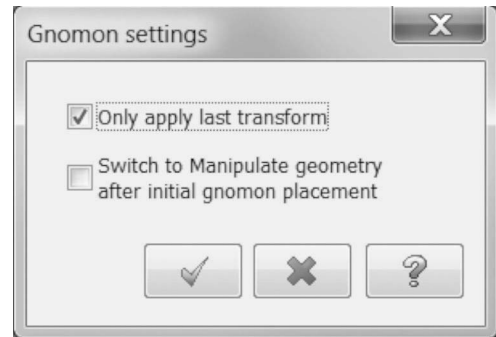 Gnomon settings
Only apply last transform
Switch to Manipulate geometry
after initial gnomon placement